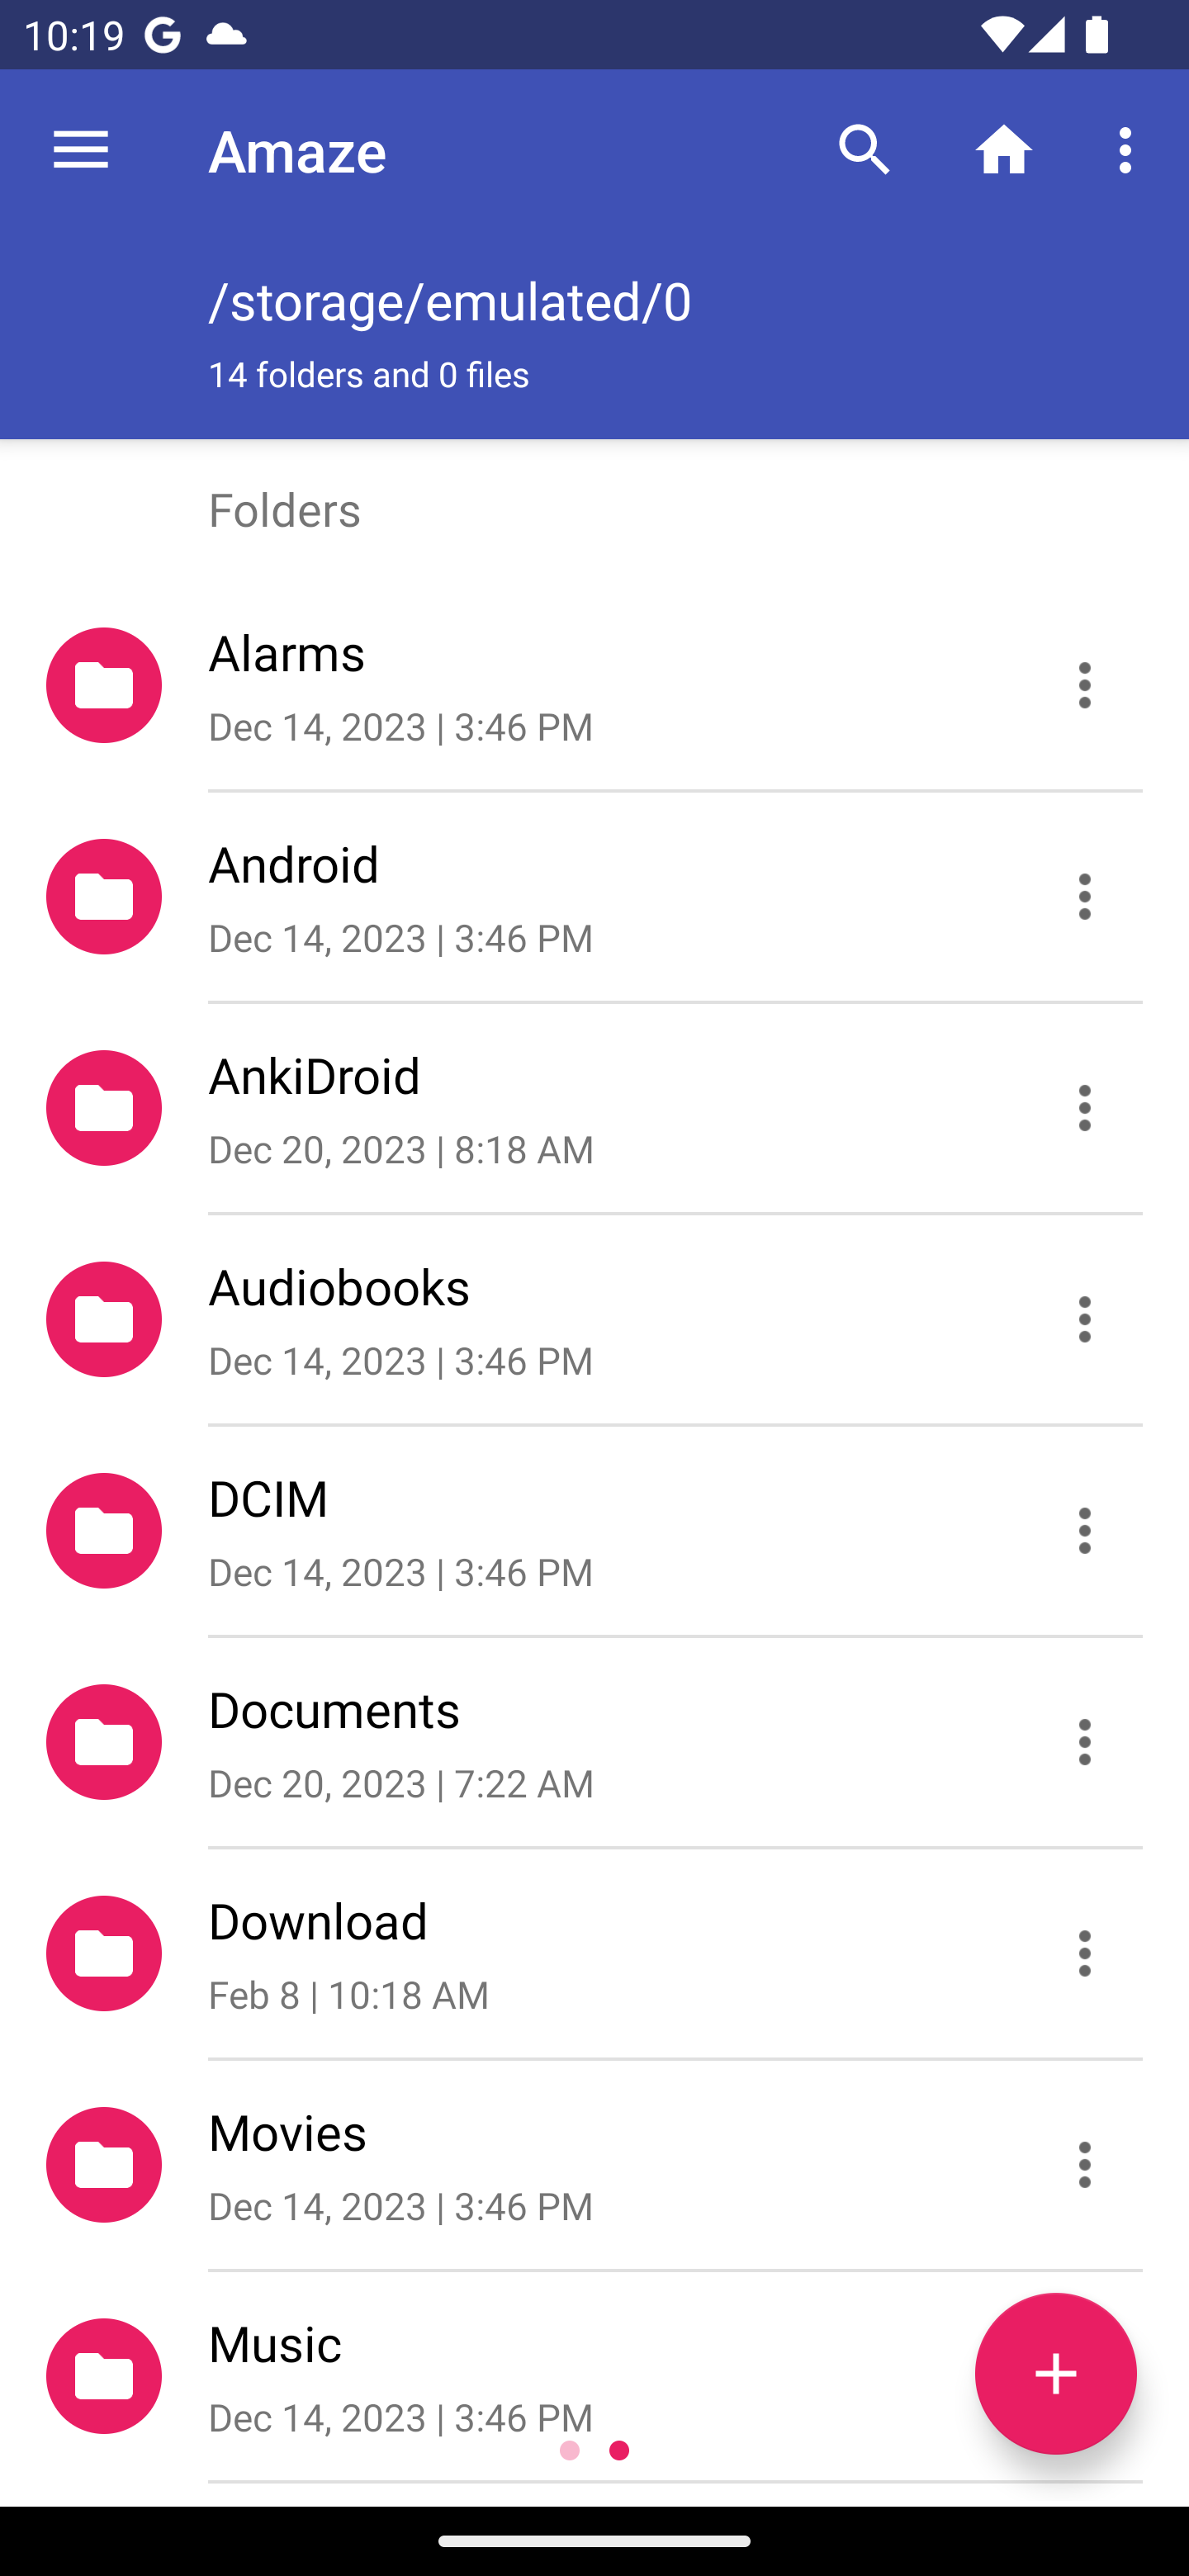 10:19
Amaze
/storage/emulated/0
14 folders and 0 files
Folders
Alarms
Dec 14, 2023 | 3:46 PM
Android
Dec 14, 2023 | 3:46 PM
AnkiDroid
Dec 20, 2023 | 8:18 AM
Audiobooks
Dec 14, 2023 | 3:46 PM
DCIM
Dec 14, 2023 | 3:46 PM
Documents
Dec 20, 2023 | 7:22 AM
Download
Feb 8 | 10:18 AM
Movies
Dec 14, 2023 | 3:46 PM
Music
Dec 14, 2023 | 3:46 PM